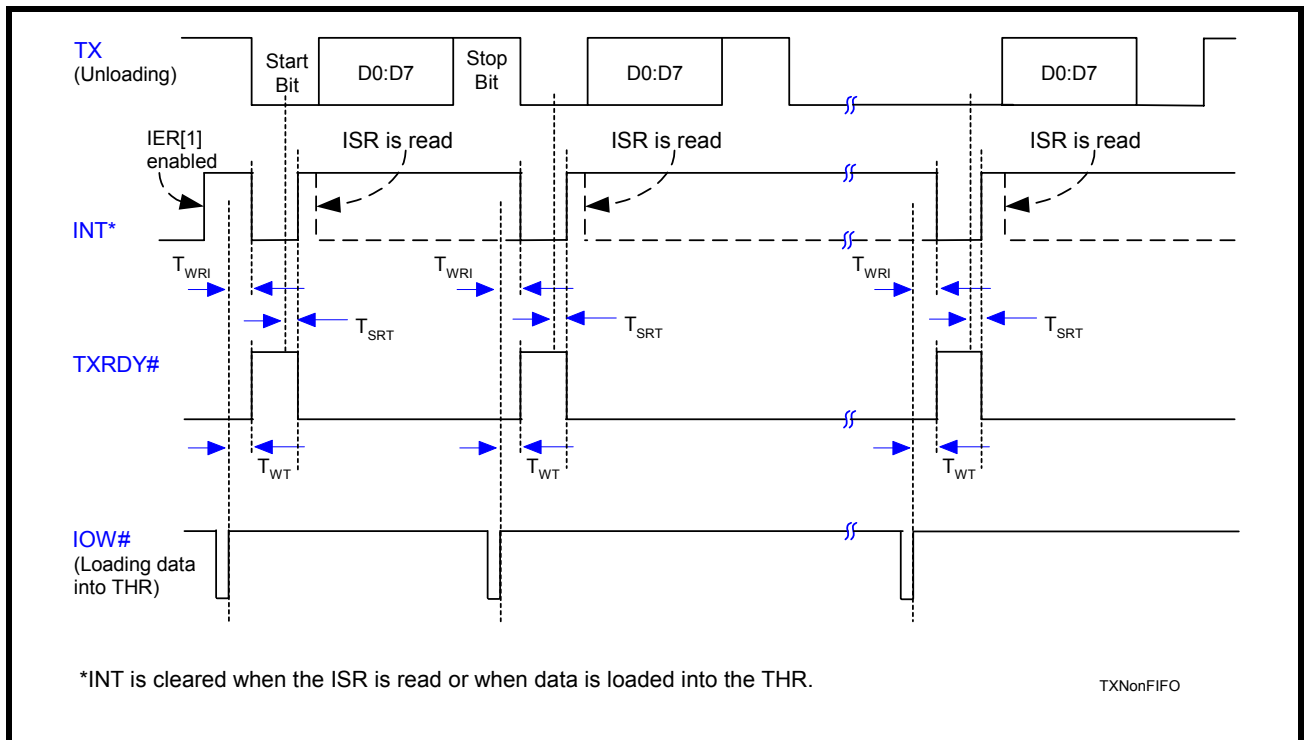 TX
(Unloading)
Start
Bit
D0:D7
Stop
Bit
D0:D7
D0:D7
IER[1]
enabled
ISR is read
ISR is read
ISR is read
INT*
TWRI
TWRI
TWRI
TSRT
TSRT
TSRT
TXRDY#
TWT
TWT
TWT
IOW#
(Loading data
into THR)
*INT is cleared when the ISR is read or when data is loaded into the THR.
TXNonFIFO